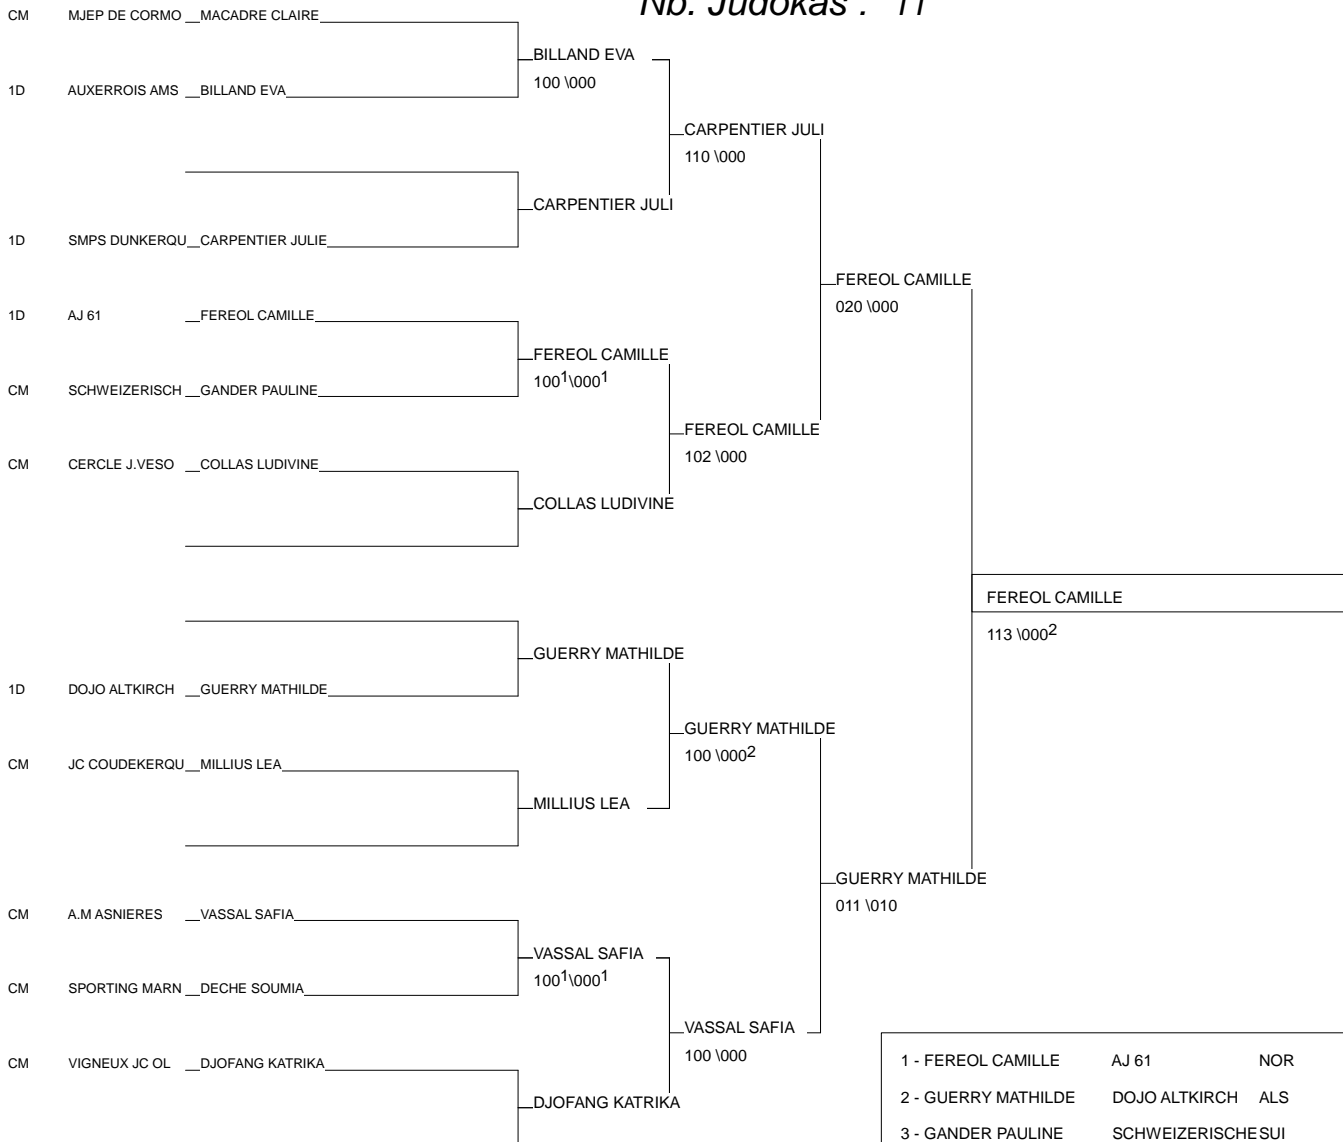 Nb. Judokas : 11
CM MJEP DE CORMO MACADRE CLAIRE
BILLAND EVA
100 \000
1D AUXERROIS AMS BILLAND EVA
CARPENTIER JULI
110 \000
CARPENTIER JULI
1D SMPS DUNKERQU CARPENTIER JULIE
FEREOL CAMILLE
020 \000
1D AJ 61 FEREOL CAMILLE
FEREOL CAMILLE
100¹\000¹
CM SCHWEIZERISCH GANDER PAULINE
FEREOL CAMILLE
102 \000
CM CERCLE J.VESO COLLAS LUDIVINE
COLLAS LUDIVINE
FEREOL CAMILLE
113 \000²
GUERRY MATHILDE
1D DOJO ALTKIRCH GUERRY MATHILDE
GUERRY MATHILDE
100 \000²
CM JC COUDEKERQU MILLIUS LEA
MILLIUS LEA
GUERRY MATHILDE
011 \010
CM A.M ASNIERES VASSAL SAFIA
VASSAL SAFIA
100¹\000¹
CM SPORTING MARN DECHE SOUMIA
VASSAL SAFIA
100 \000
CM VIGNEUX JC OL DJOFANG KATRIKA
DJOFANG KATRIKA
1 - FEREOL CAMILLE AJ 61 NOR
2 - GUERRY MATHILDE DOJO ALTKIRCH ALS
3 - GANDER PAULINE SCHWEIZERISCHE SUI